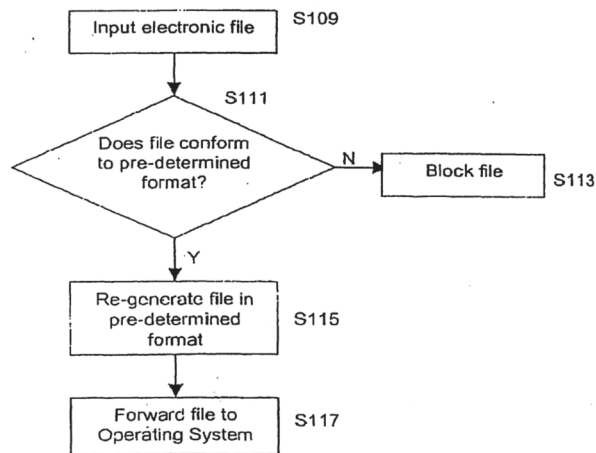 Input electronic file
S109
S111
Does file conform
to pre-determined
format?
N
Block file
S113
Y
Re-generate file in
pre-determined
format
S115
Forward file to
Operating System
S117